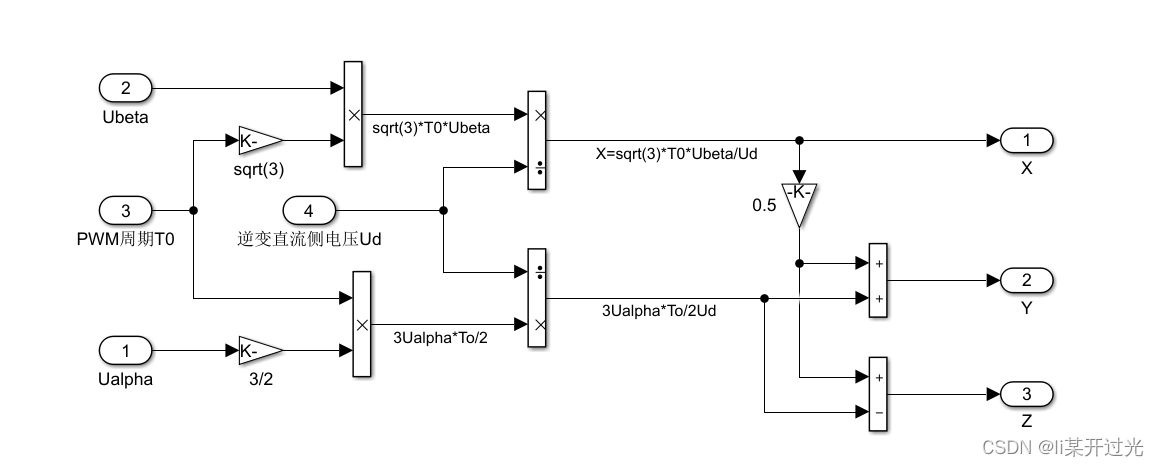 2
Ubeta
K-
sqrt(3)
×
sqrt(3)*T0*Ubeta
×
÷
X=sqrt(3)*T0*Ubeta/Ud
1
X
-K-
0.5
3
PWM周期T0
4
逆变直流侧电压Ud
÷
×
3Ualpha*To/2Ud
+
+
2
Y
×
3Ualpha*To/2
1
Ualpha
K-
3/2
+
−
3
Z
CSDN @li某开过光